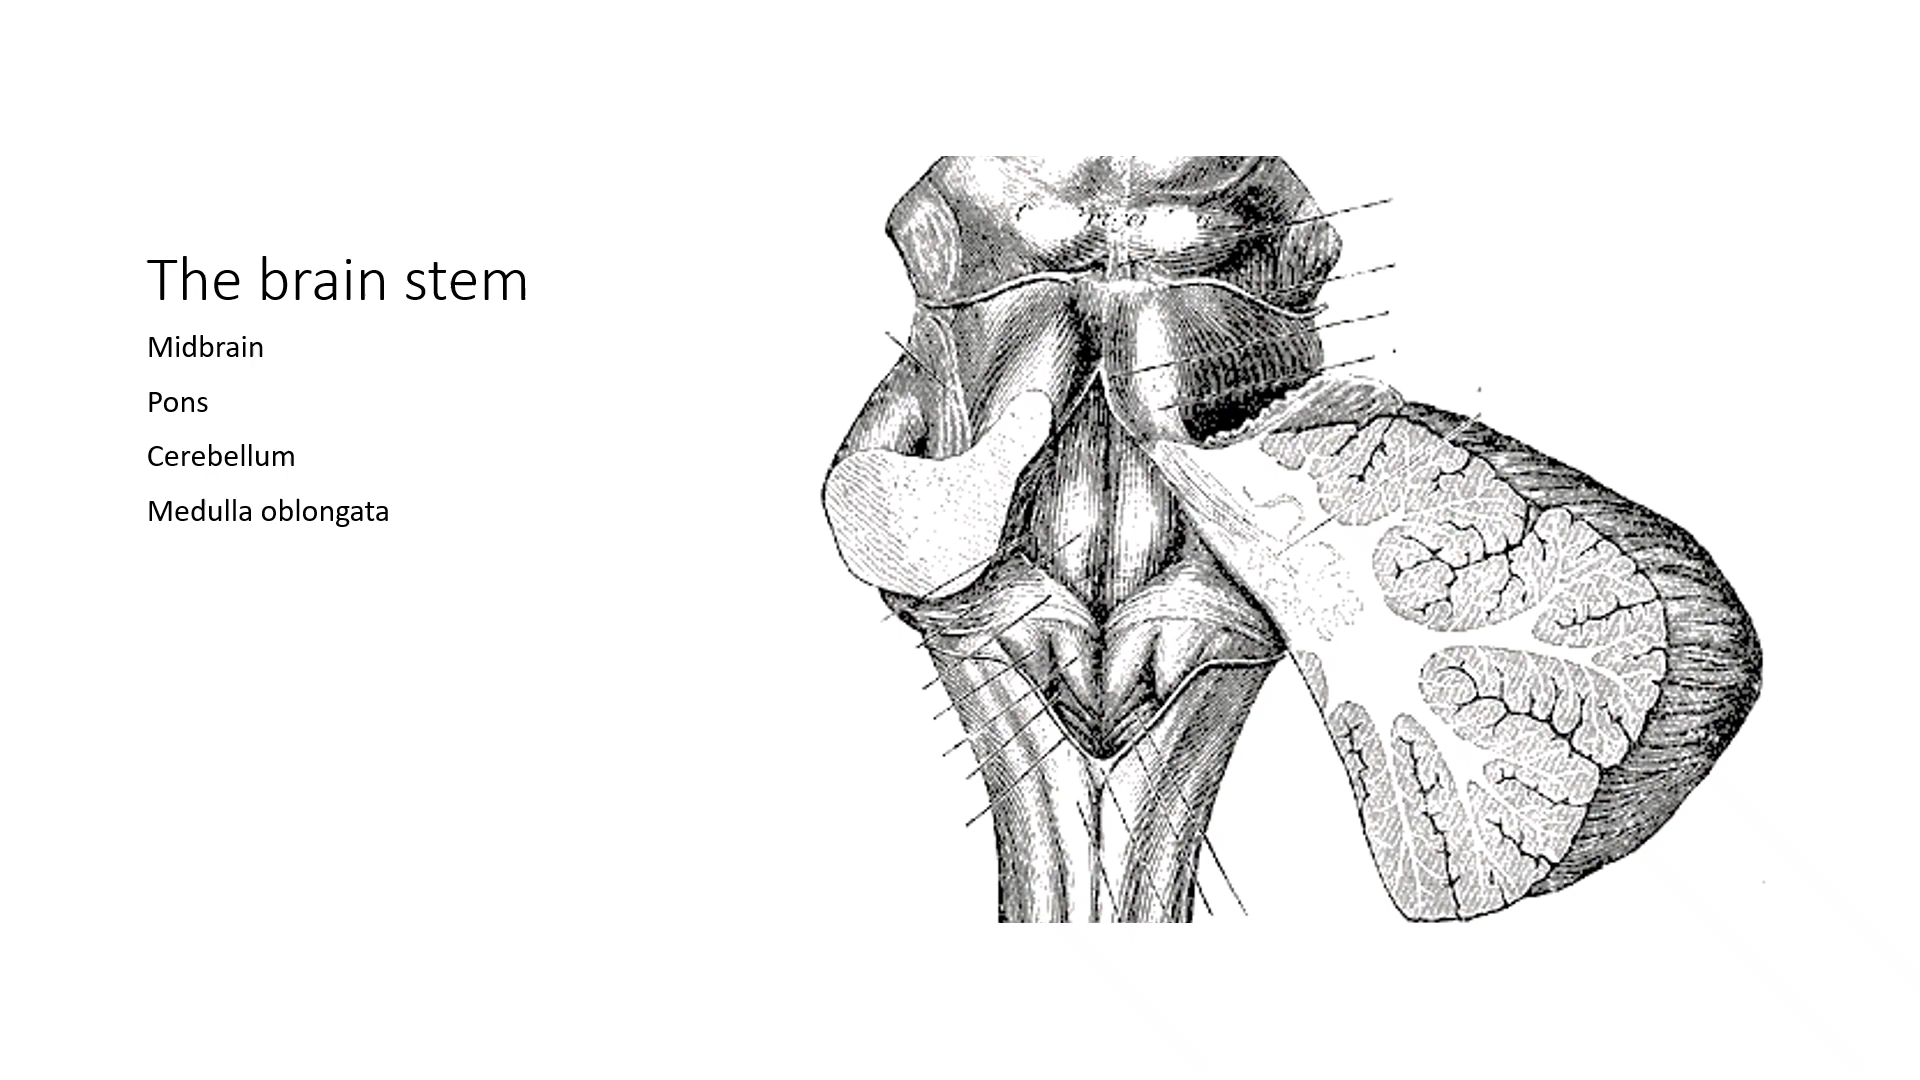 The brain stem
Midbrain
Pons
Cerebellum
Medulla oblongata